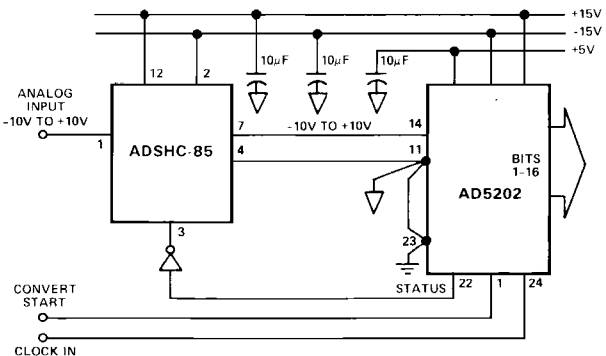 +15V
-15V
+5V
10µF
10µF
10µF
12
2
ANALOG
INPUT
-10V TO +10V
1
ADSHC-85
7
-10V TO +10V
14
4
11
BITS
1-16
AD5202
3
23
STATUS
22
1
24
CONVERT
START
CLOCK IN